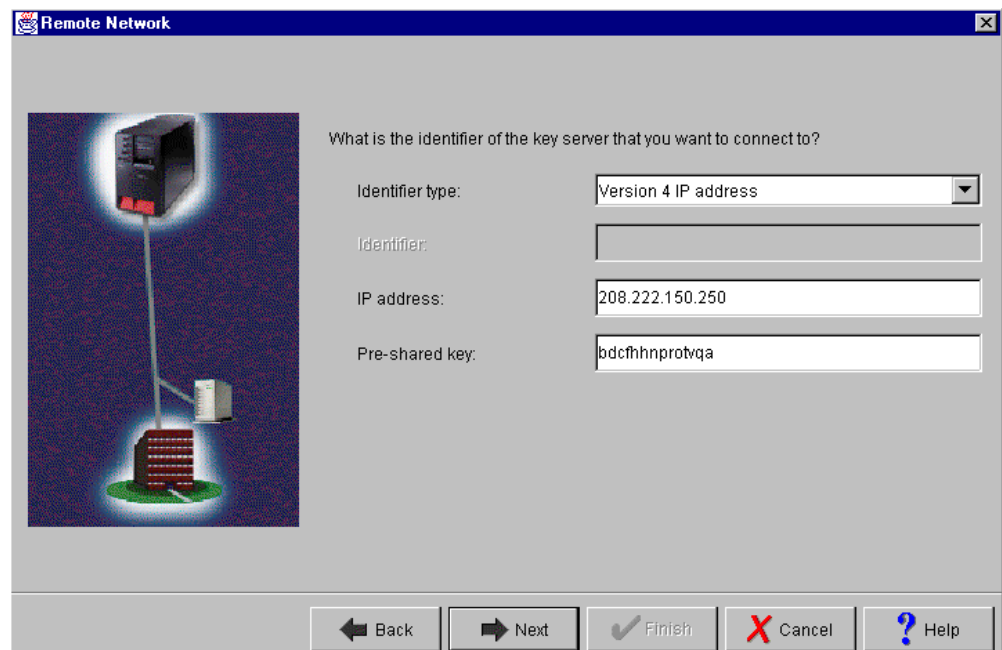 Remote Network
What is the identifier of the key server that you want to connect to?
Identifier type:
Version 4 IP address
Identifier:
IP address:
208.222.150.250
Pre-shared key:
bdcfhhnprotvqa
Back
Next
Finish
Cancel
? Help